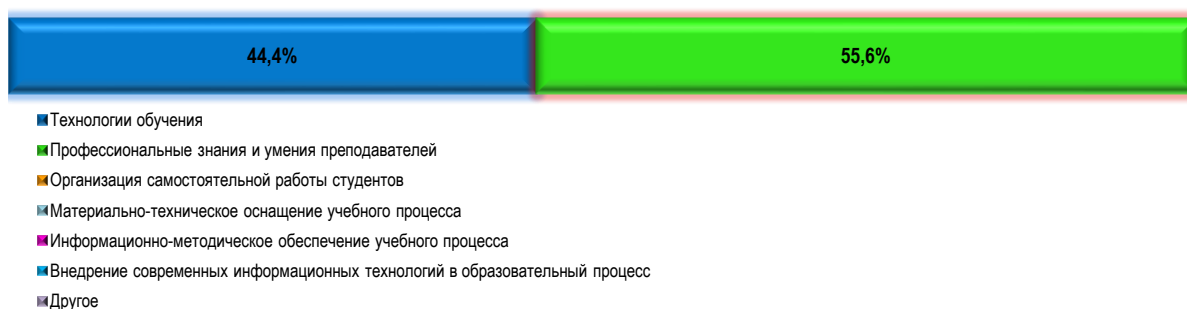 44,4% 55,6%
Технологии обучения
Профессиональные знания и умения преподавателей
Организация самостоятельной работы студентов
Материально-техническое оснащение учебного процесса
Информационно-методическое обеспечение учебного процесса
Внедрение современных информационных технологий в образовательный процесс
Другое